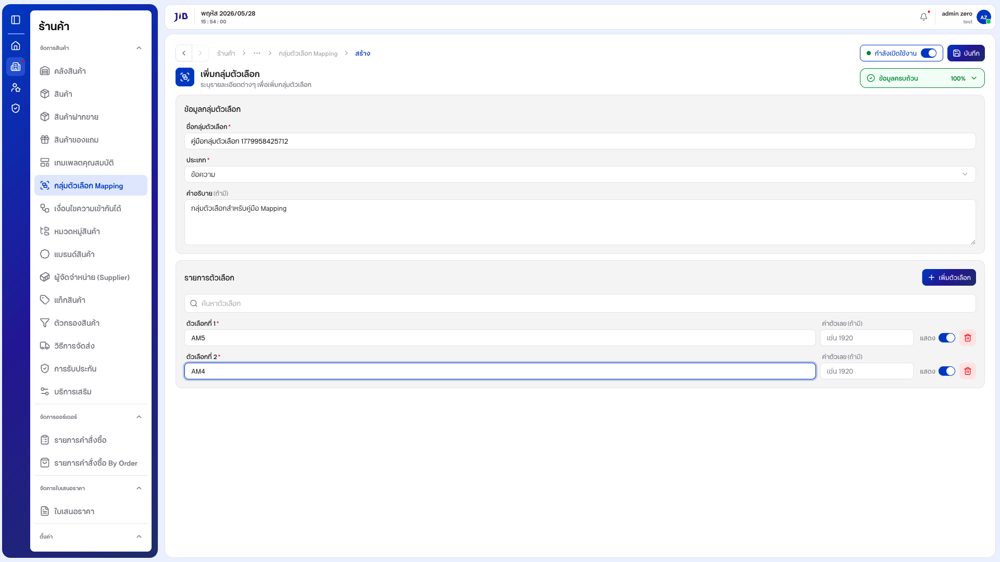 ร้านค้า
จัดการสินค้า
คลังสินค้า
สินค้า
สินค้าฝากขาย
สินค้าของแถม
เทมเพลตคุณสมบัติ
กลุ่มตัวเลือก Mapping
เงื่อนไขความเข้ากันได้
หมวดหมู่สินค้า
แบรนด์สินค้า
ผู้จัดจำหน่าย (Supplier)
แท็กสินค้า
ตัวกรองสินค้า
วิธีการจัดส่ง
การรับประกัน
บริการเสริม
จัดการออร์เดอร์
รายการคำสั่งซื้อ
รายการคำสั่งซื้อ By Order
จัดการใบเสนอราคา
ใบเสนอราคา
ตั้งค่า
JIB
พฤหัส 2026/05/28
15 : 54 : 00
admin zero
test
AZ
ร้านค้า > ··· > กลุ่มตัวเลือก Mapping > สร้าง
กำลังเปิดใช้งาน
บันทึก
เพิ่มกลุ่มตัวเลือก
ระบุรายละเอียดต่างๆ เพื่อเพิ่มกลุ่มตัวเลือก
ข้อมูลครบถ้วน 100%
ข้อมูลกลุ่มตัวเลือก
ชื่อกลุ่มตัวเลือก *
คู่มือกลุ่มตัวเลือก 1779958425712
ประเภท *
ข้อความ
คำอธิบาย (ถ้ามี)
กลุ่มตัวเลือกสำหรับคู่มือ Mapping
รายการตัวเลือก
+ เพิ่มตัวเลือก
ค้นหาตัวเลือก
ตัวเลือกที่ 1 * ค่าตัวเลข (ถ้ามี)
AM5 เช่น 1920 แสดง
ตัวเลือกที่ 2 * ค่าตัวเลข (ถ้ามี)
AM4 เช่น 1920 แสดง